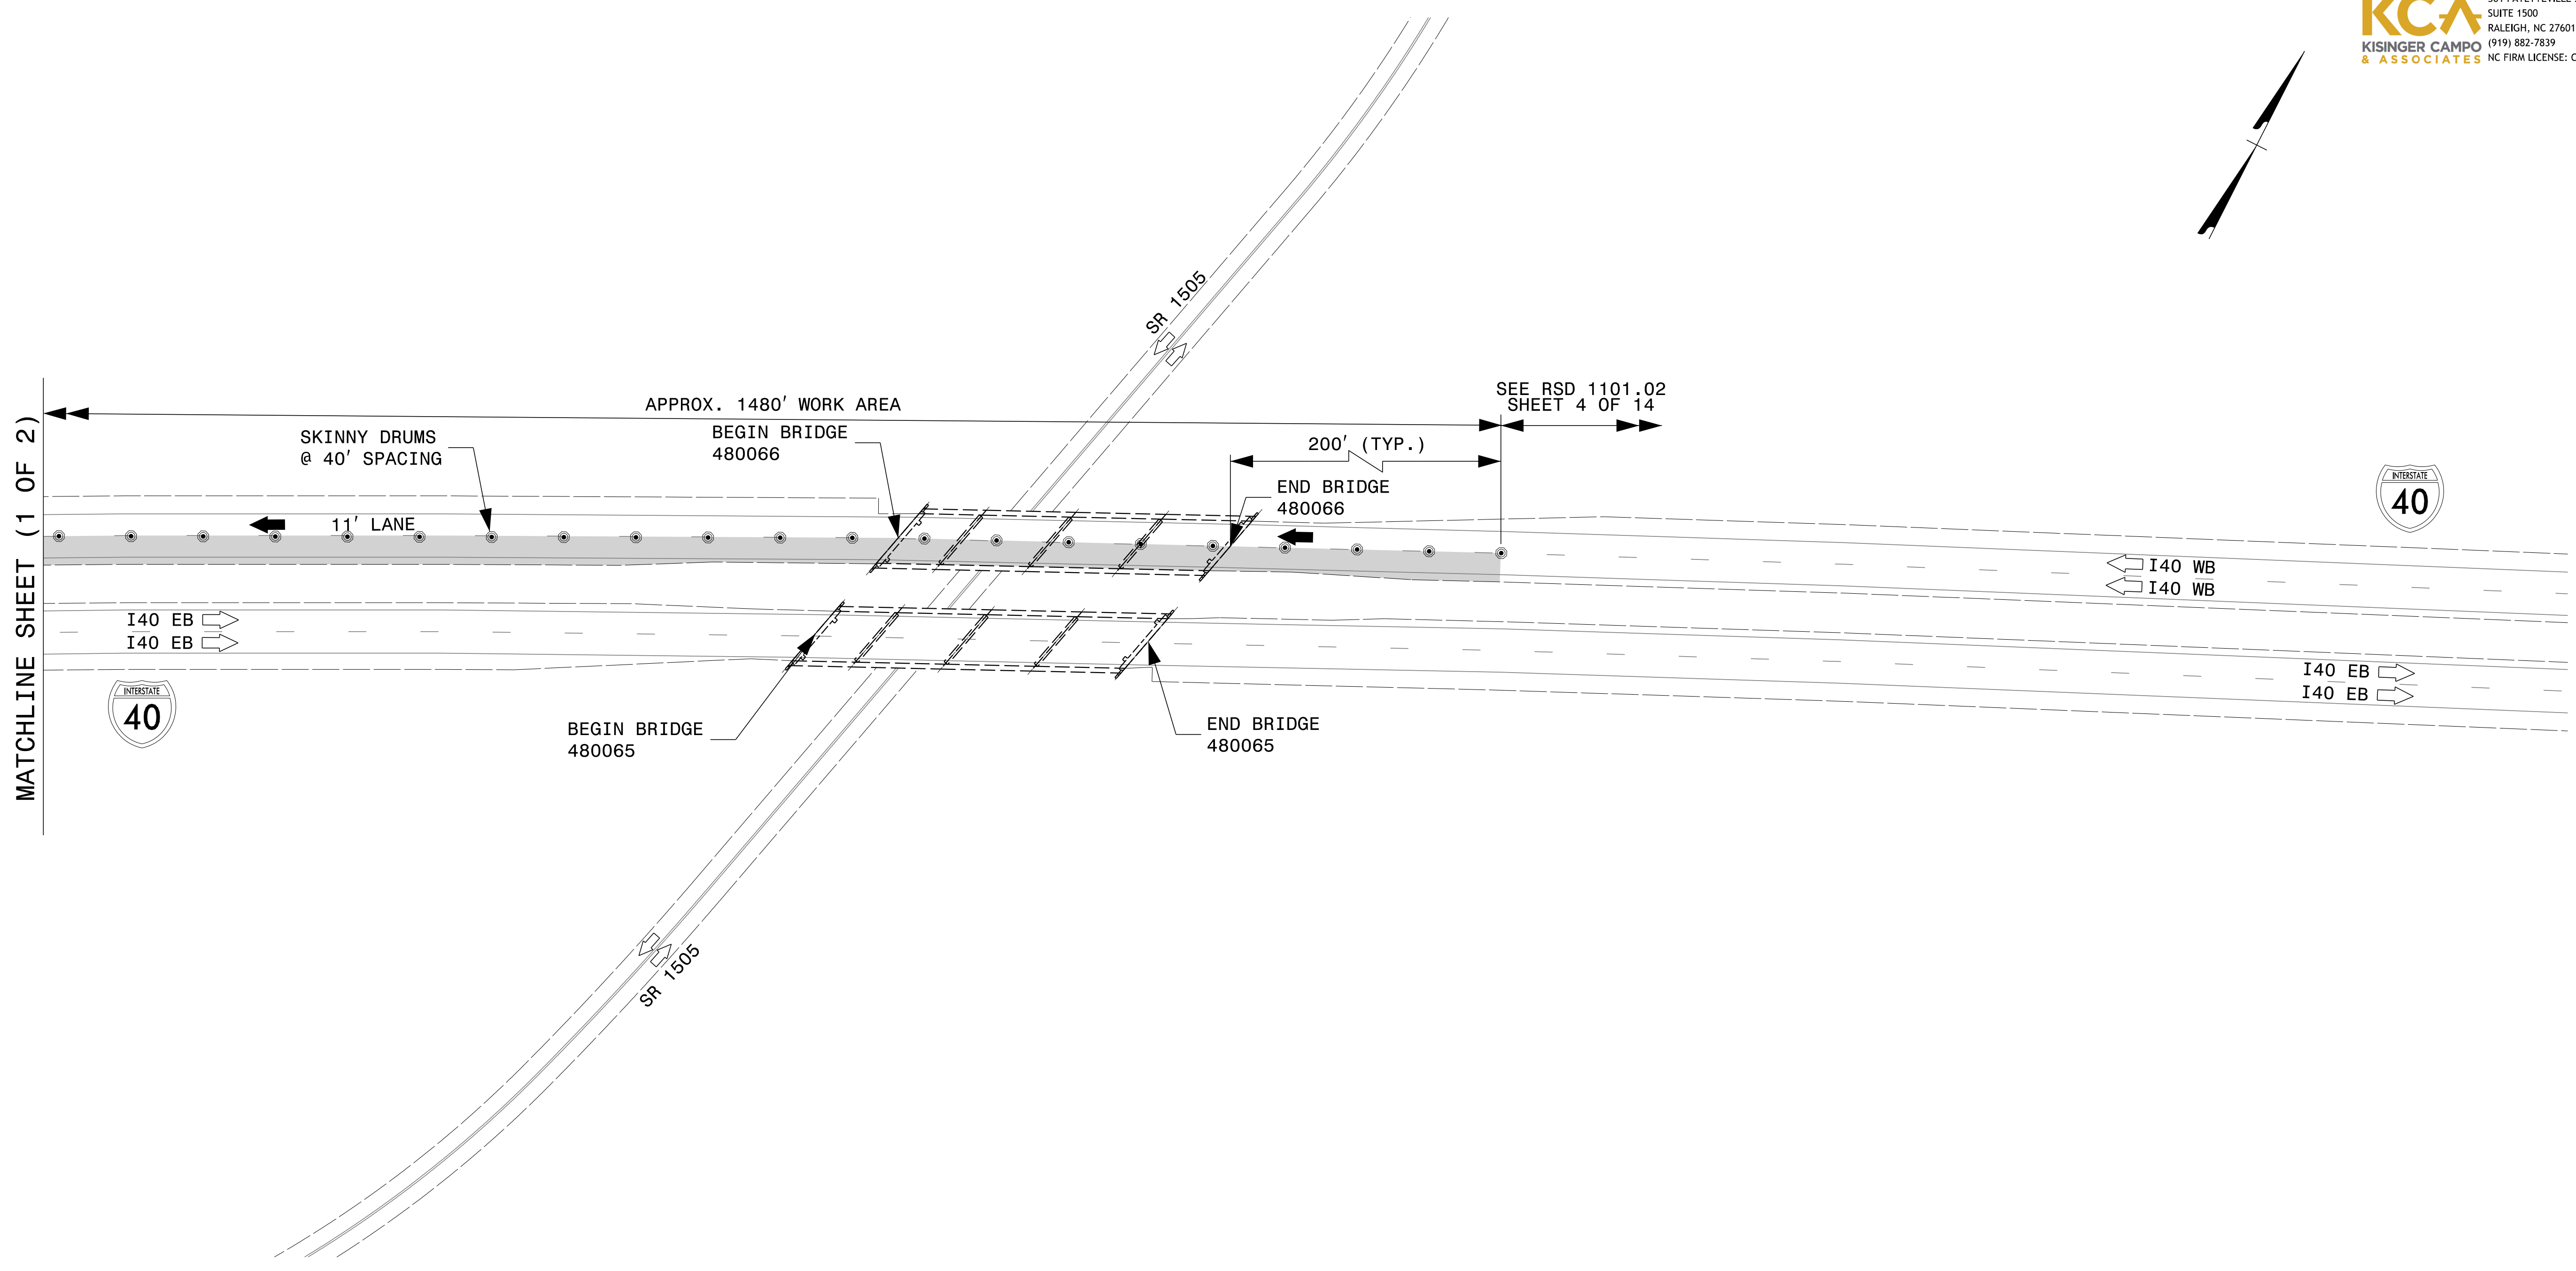 KCA
SUITE 1500
RALEIGH, NC 27601
KISINGER CAMPO
(919) 882-7839
& ASSOCIATES
NC FIRM LICENSE:
SR 1505
SEE RSD 1101.02
SHEET 4 OF 14
APPROX. 1480' WORK AREA
MATCHLINE SHEET (1 OF 2)
SKINNY DRUMS
@ 40' SPACING
BEGIN BRIDGE
480066
200' (TYP.)
END BRIDGE
480066
INTERSTATE
40
11' LANE
I40 WB
I40 WB
I40 EB
I40 EB
I40 EB
I40 EB
INTERSTATE
40
BEGIN BRIDGE
480065
END BRIDGE
480065
SR 1505